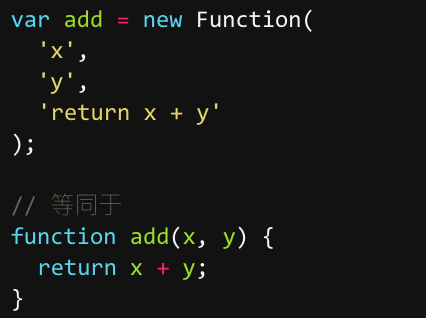 var add = new Function(
  'x',
  'y',
  'return x + y'
);

// 等同于
function add(x, y) {
  return x + y;
}